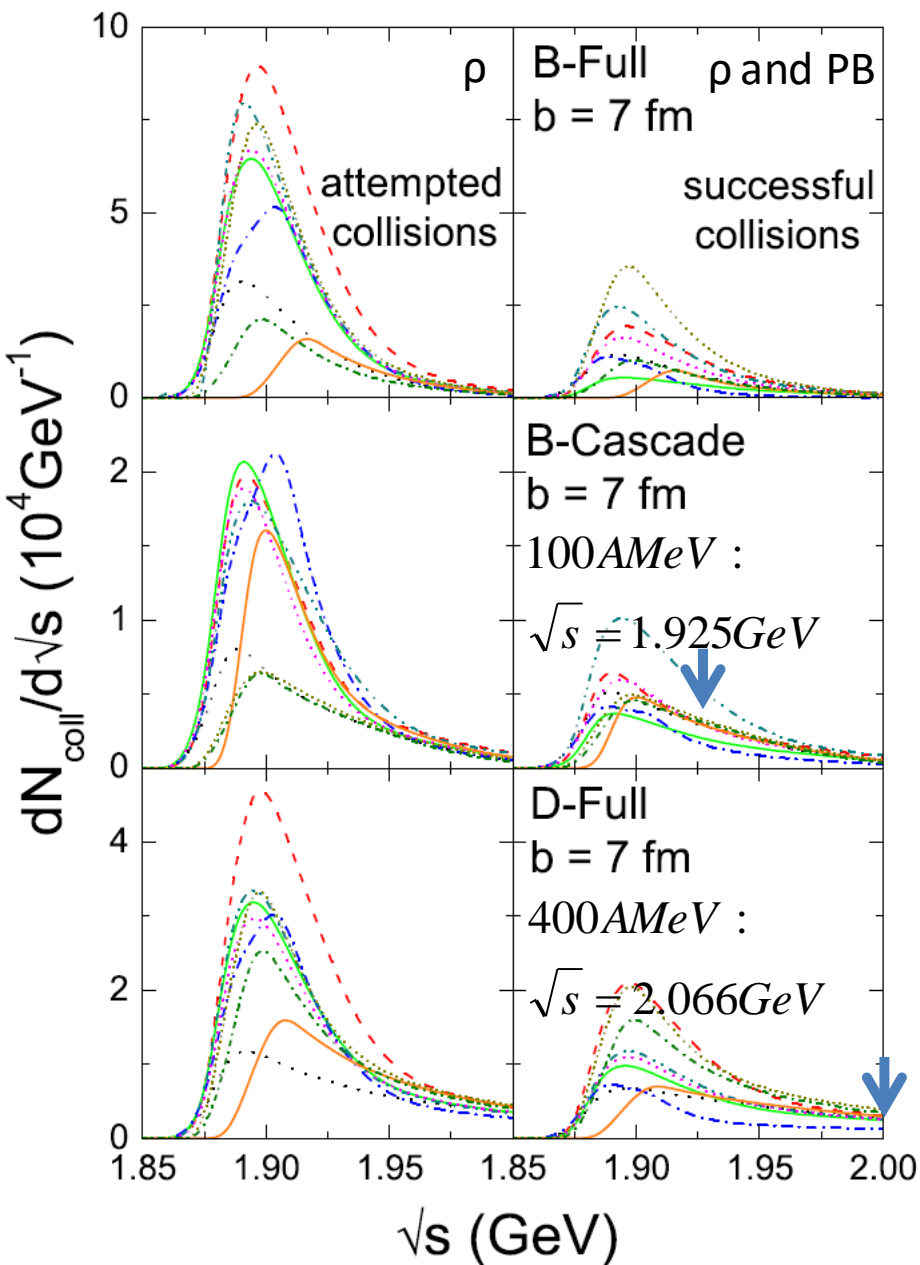 10
5
0
ρ
attempted
collisions
B-Full
ρ and PB
b = 7 fm
successful
collisions
dN_coll/d√s (10⁴GeV⁻¹)
2
1
0
B-Cascade
b = 7 fm
100AMeV :
√s = 1.925GeV
4
2
0
D-Full
b = 7 fm
400AMeV :
√s = 2.066GeV
1.85 1.90 1.95 1.85 1.90 1.95 2.00
√s (GeV)